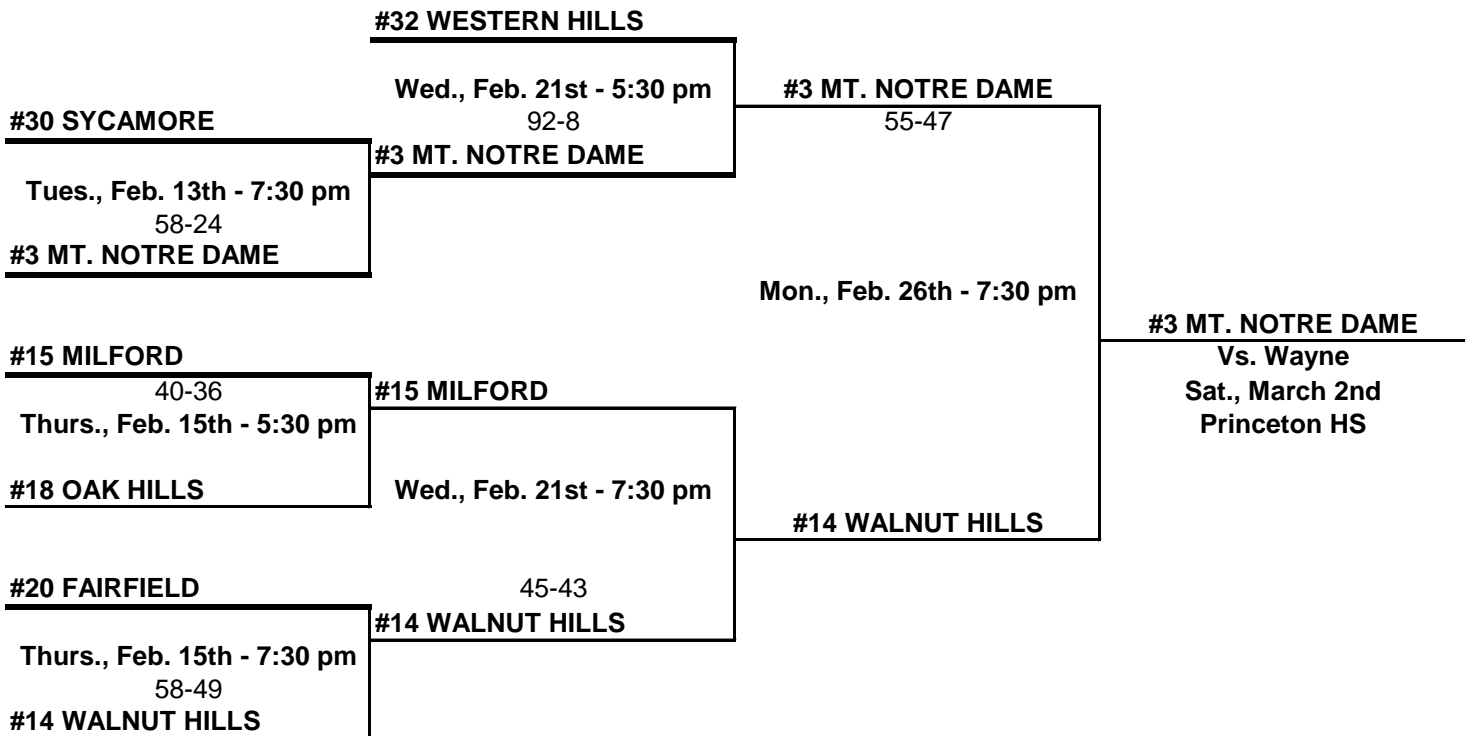 #32 WESTERN HILLS
Wed., Feb. 21st - 5:30 pm
#3 MT. NOTRE DAME
#30 SYCAMORE
92-8
55-47
#3 MT. NOTRE DAME
Tues., Feb. 13th - 7:30 pm
58-24
#3 MT. NOTRE DAME
Mon., Feb. 26th - 7:30 pm
#3 MT. NOTRE DAME
#15 MILFORD
Vs. Wayne
40-36
#15 MILFORD
Sat., March 2nd
Thurs., Feb. 15th - 5:30 pm
Princeton HS
#18 OAK HILLS
Wed., Feb. 21st - 7:30 pm
#14 WALNUT HILLS
#20 FAIRFIELD
45-43
#14 WALNUT HILLS
Thurs., Feb. 15th - 7:30 pm
58-49
#14 WALNUT HILLS